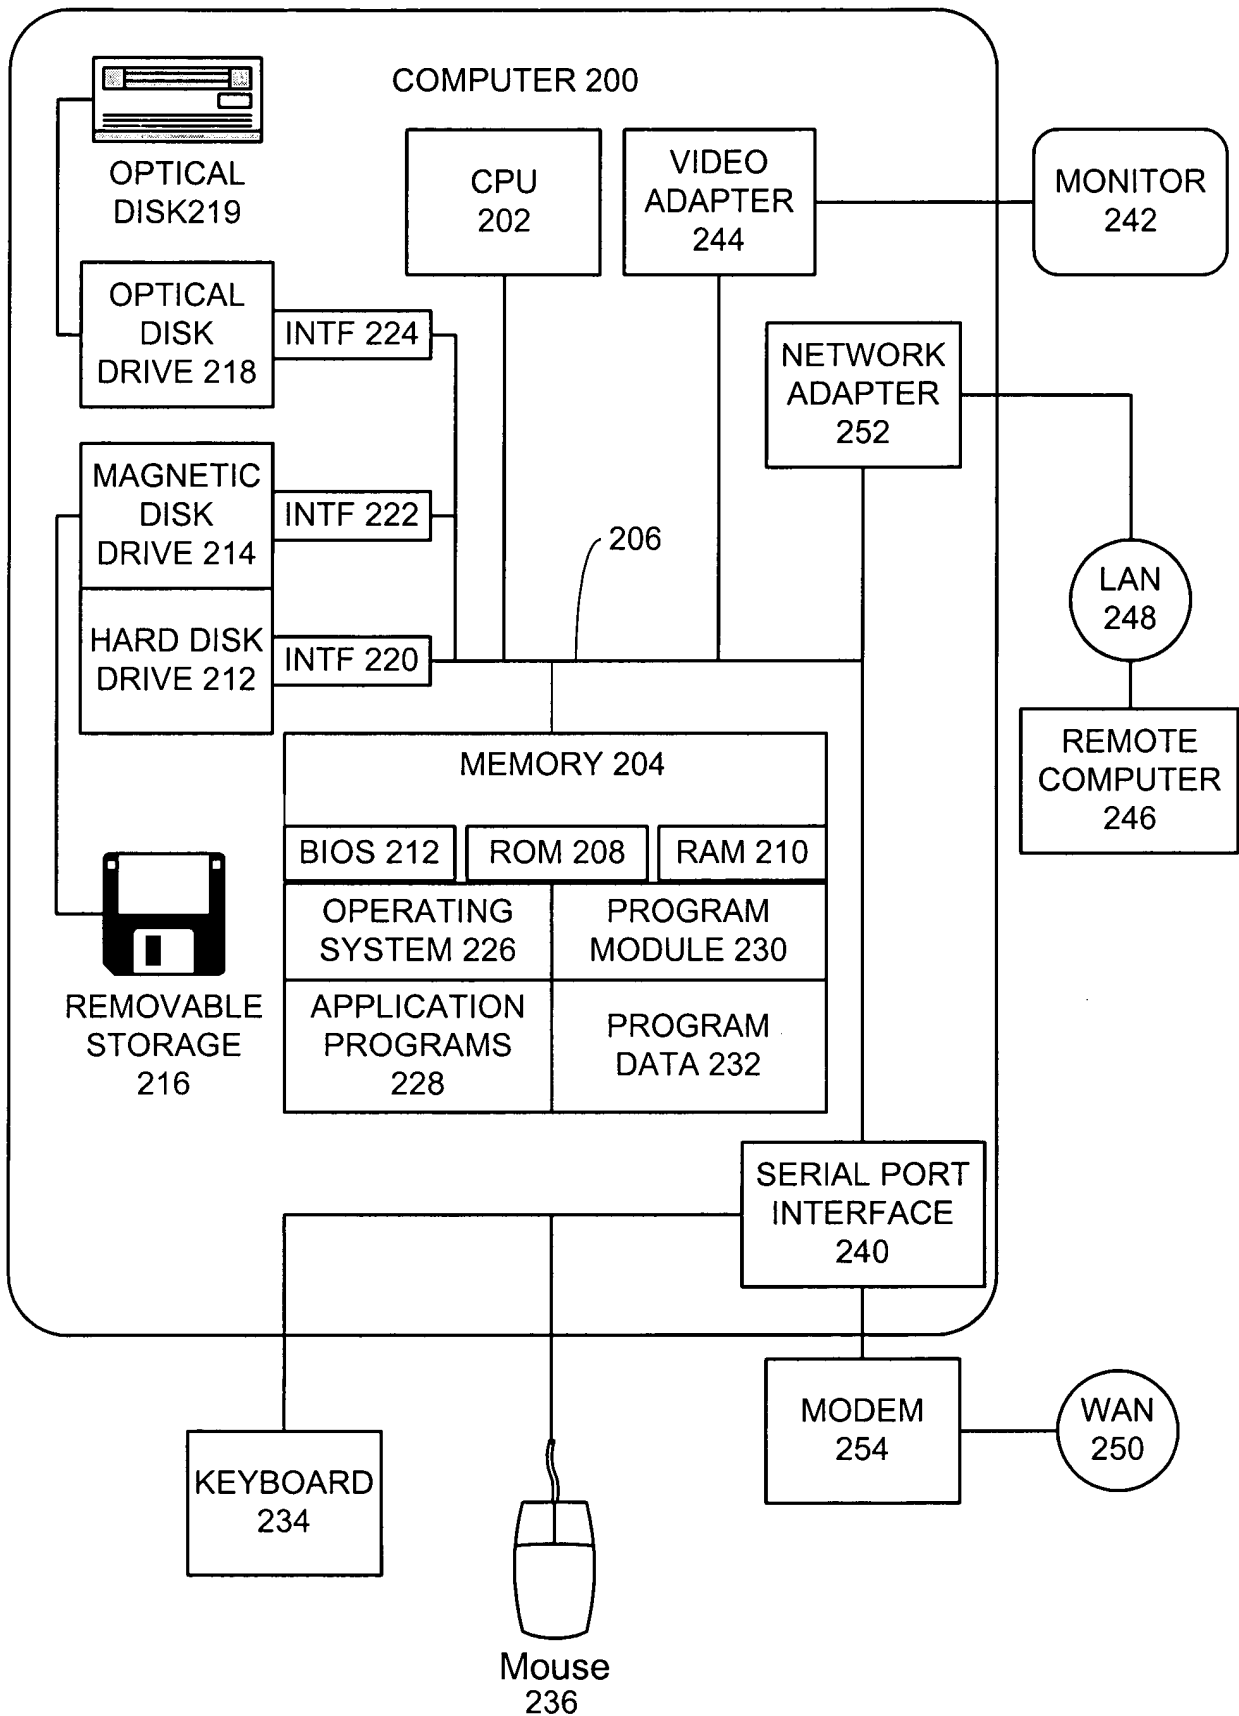 COMPUTER 200
OPTICAL
DISK219
CPU
202
VIDEO
ADAPTER
244
MONITOR
242
OPTICAL
DISK
DRIVE 218
INTF 224
NETWORK
ADAPTER
252
MAGNETIC
DISK
DRIVE 214
INTF 222
206
LAN
248
HARD DISK
DRIVE 212
INTF 220
REMOTE
COMPUTER
246
MEMORY 204
BIOS 212
ROM 208
RAM 210
OPERATING
SYSTEM 226
PROGRAM
MODULE 230
APPLICATION
PROGRAMS
228
PROGRAM
DATA 232
REMOVABLE
STORAGE
216
SERIAL PORT
INTERFACE
240
MODEM
254
WAN
250
KEYBOARD
234
Mouse
236